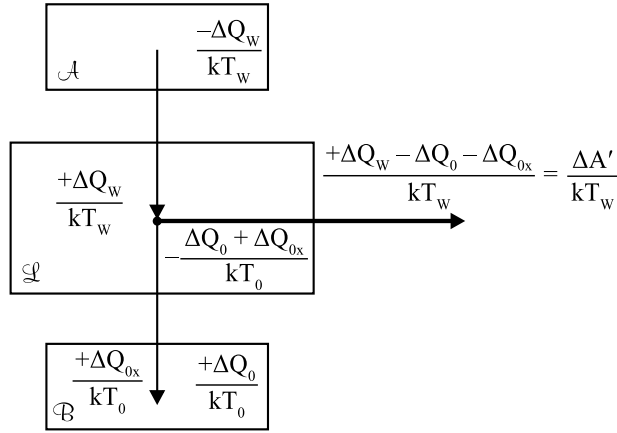 −ΔQ_W / kT_W
𝒜
+ΔQ_W − ΔQ_0 − ΔQ_0x / kT_W = ΔA′ / kT_W
+ΔQ_W / kT_W
− ΔQ_0 + ΔQ_0x / kT_0
ℒ
+ΔQ_0x / kT_0
+ΔQ_0 / kT_0
ℬ